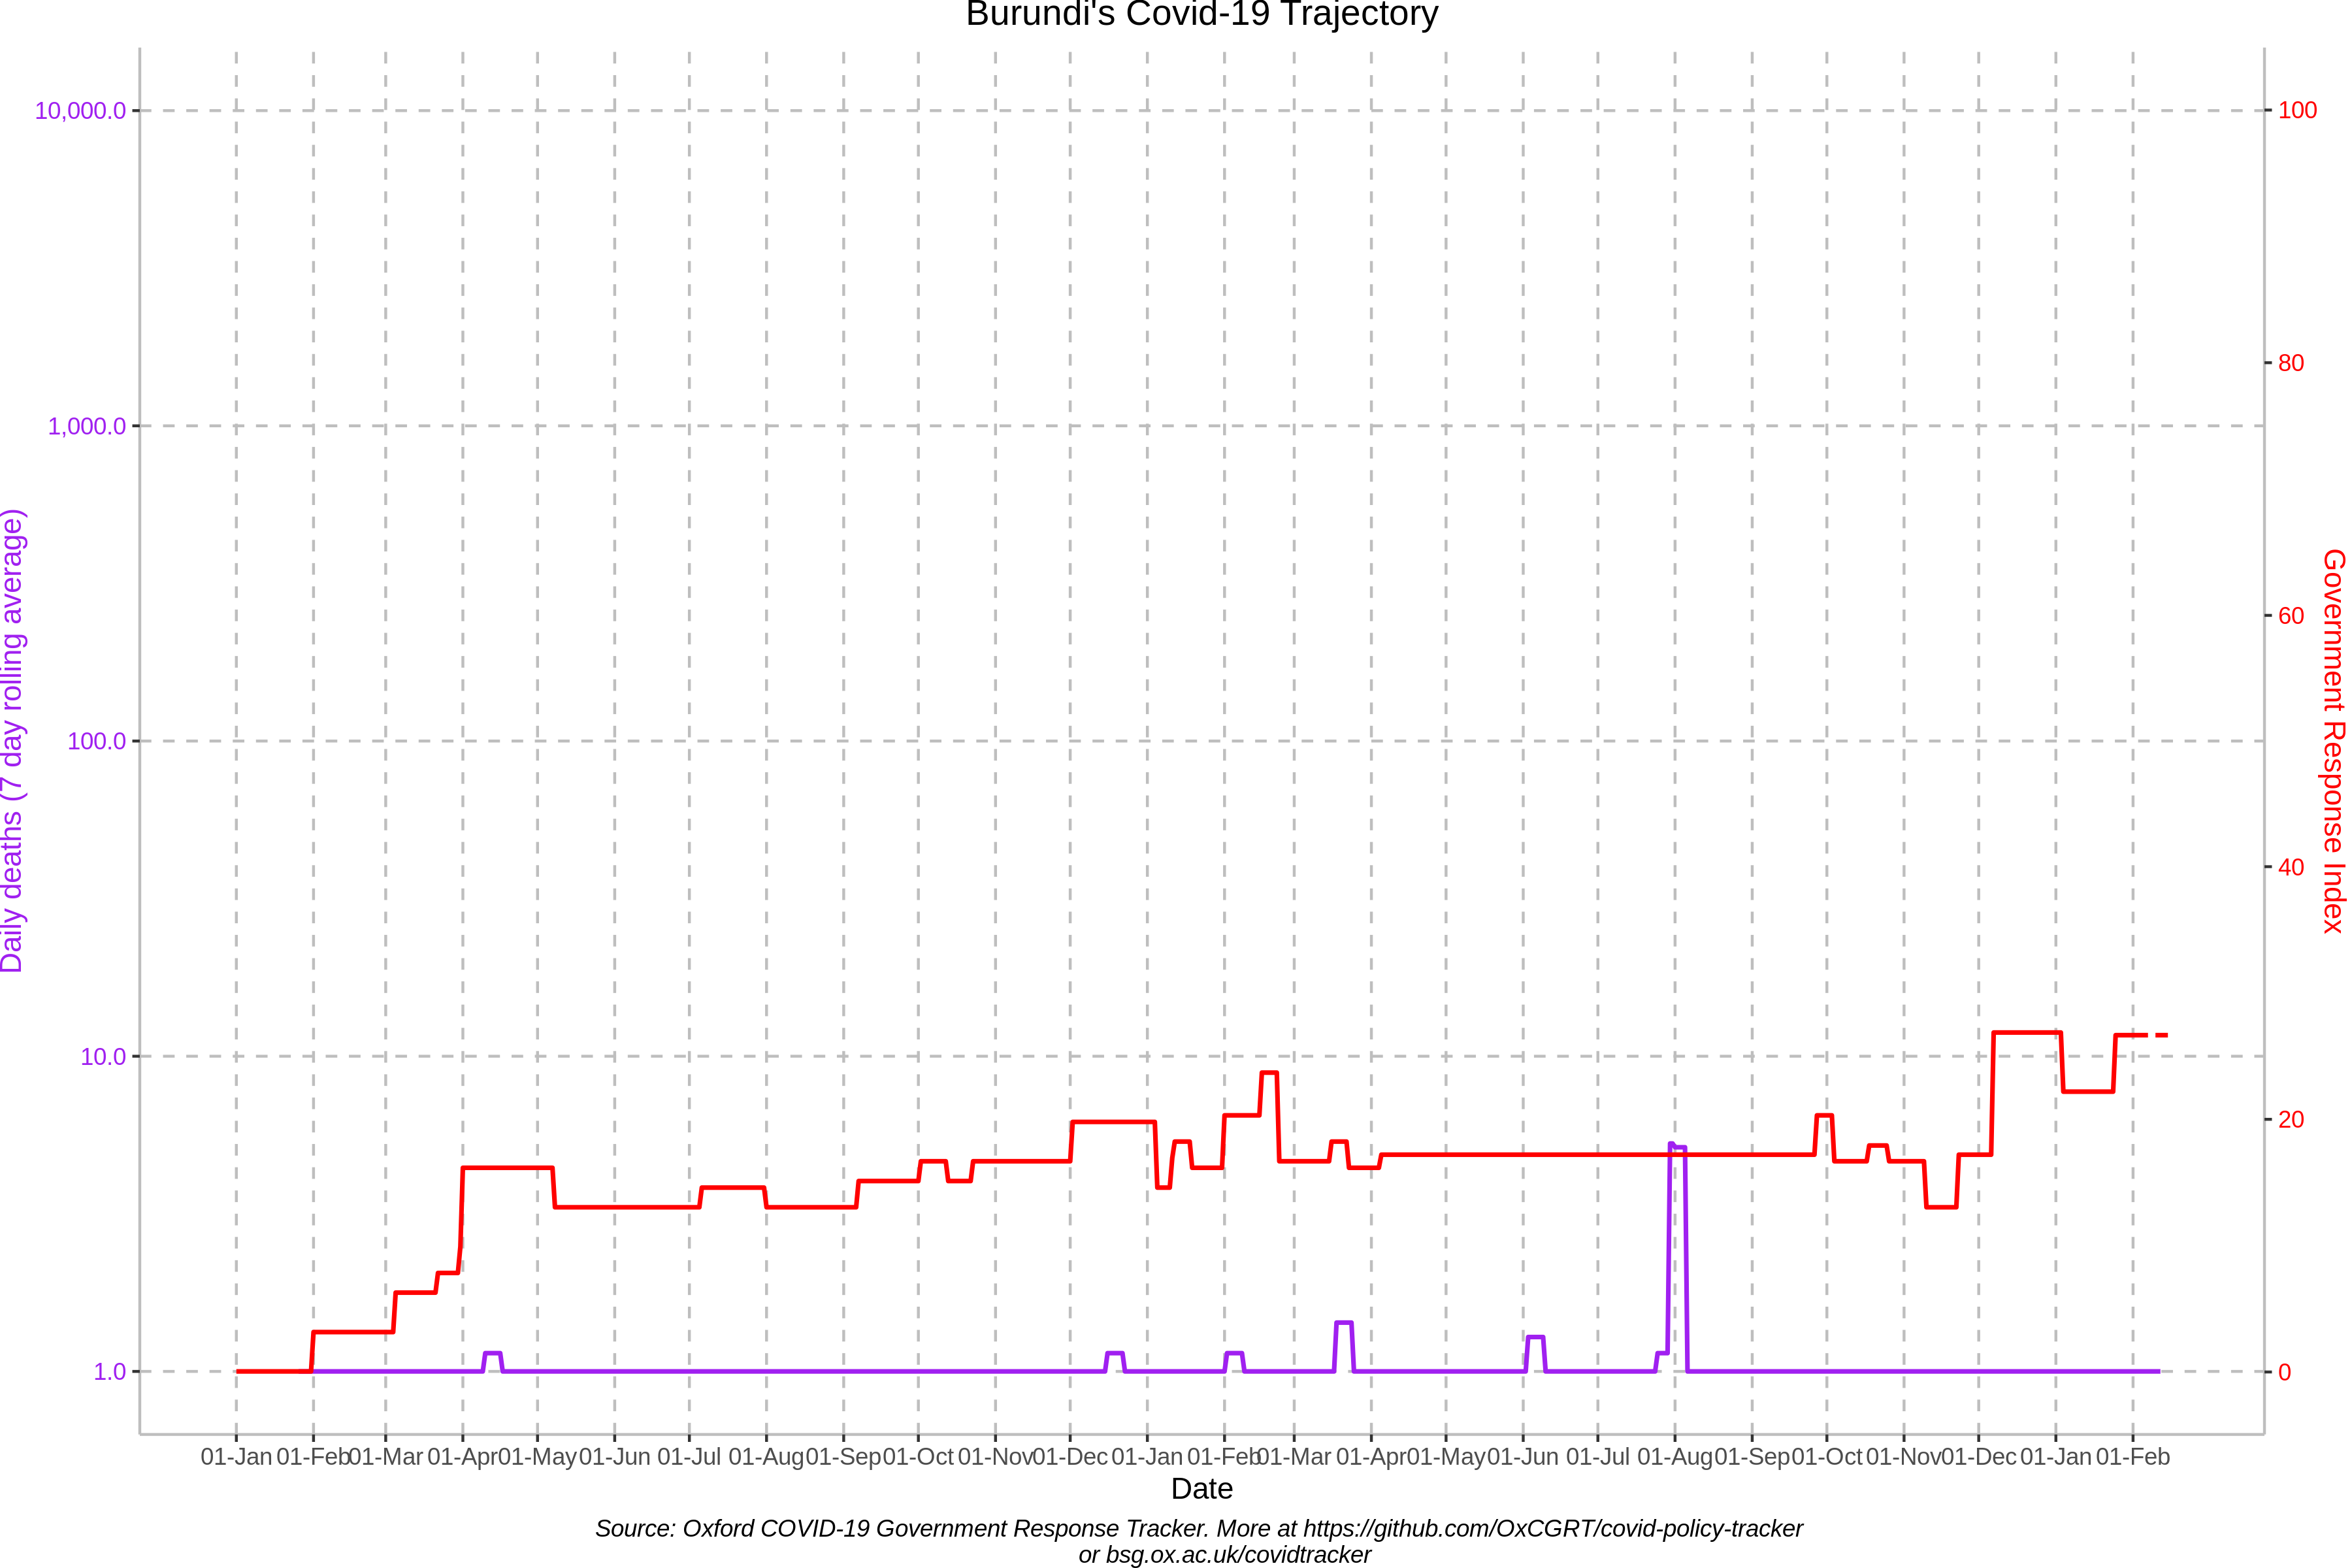 Burundi's Covid-19 Trajectory
10,000.0
1,000.0
100.0
10.0
1.0
Daily deaths (7 day rolling average)
100
80
60
40
20
0
Government Response Index
01-Jan 01-Feb 01-Mar 01-Apr 01-May 01-Jun 01-Jul 01-Aug 01-Sep 01-Oct 01-Nov 01-Dec 01-Jan 01-Feb 01-Mar 01-Apr 01-May 01-Jun 01-Jul 01-Aug 01-Sep 01-Oct 01-Nov 01-Dec 01-Jan 01-Feb
Date
Source: Oxford COVID-19 Government Response Tracker. More at https://github.com/OxCGRT/covid-policy-tracker
or bsg.ox.ac.uk/covidtracker